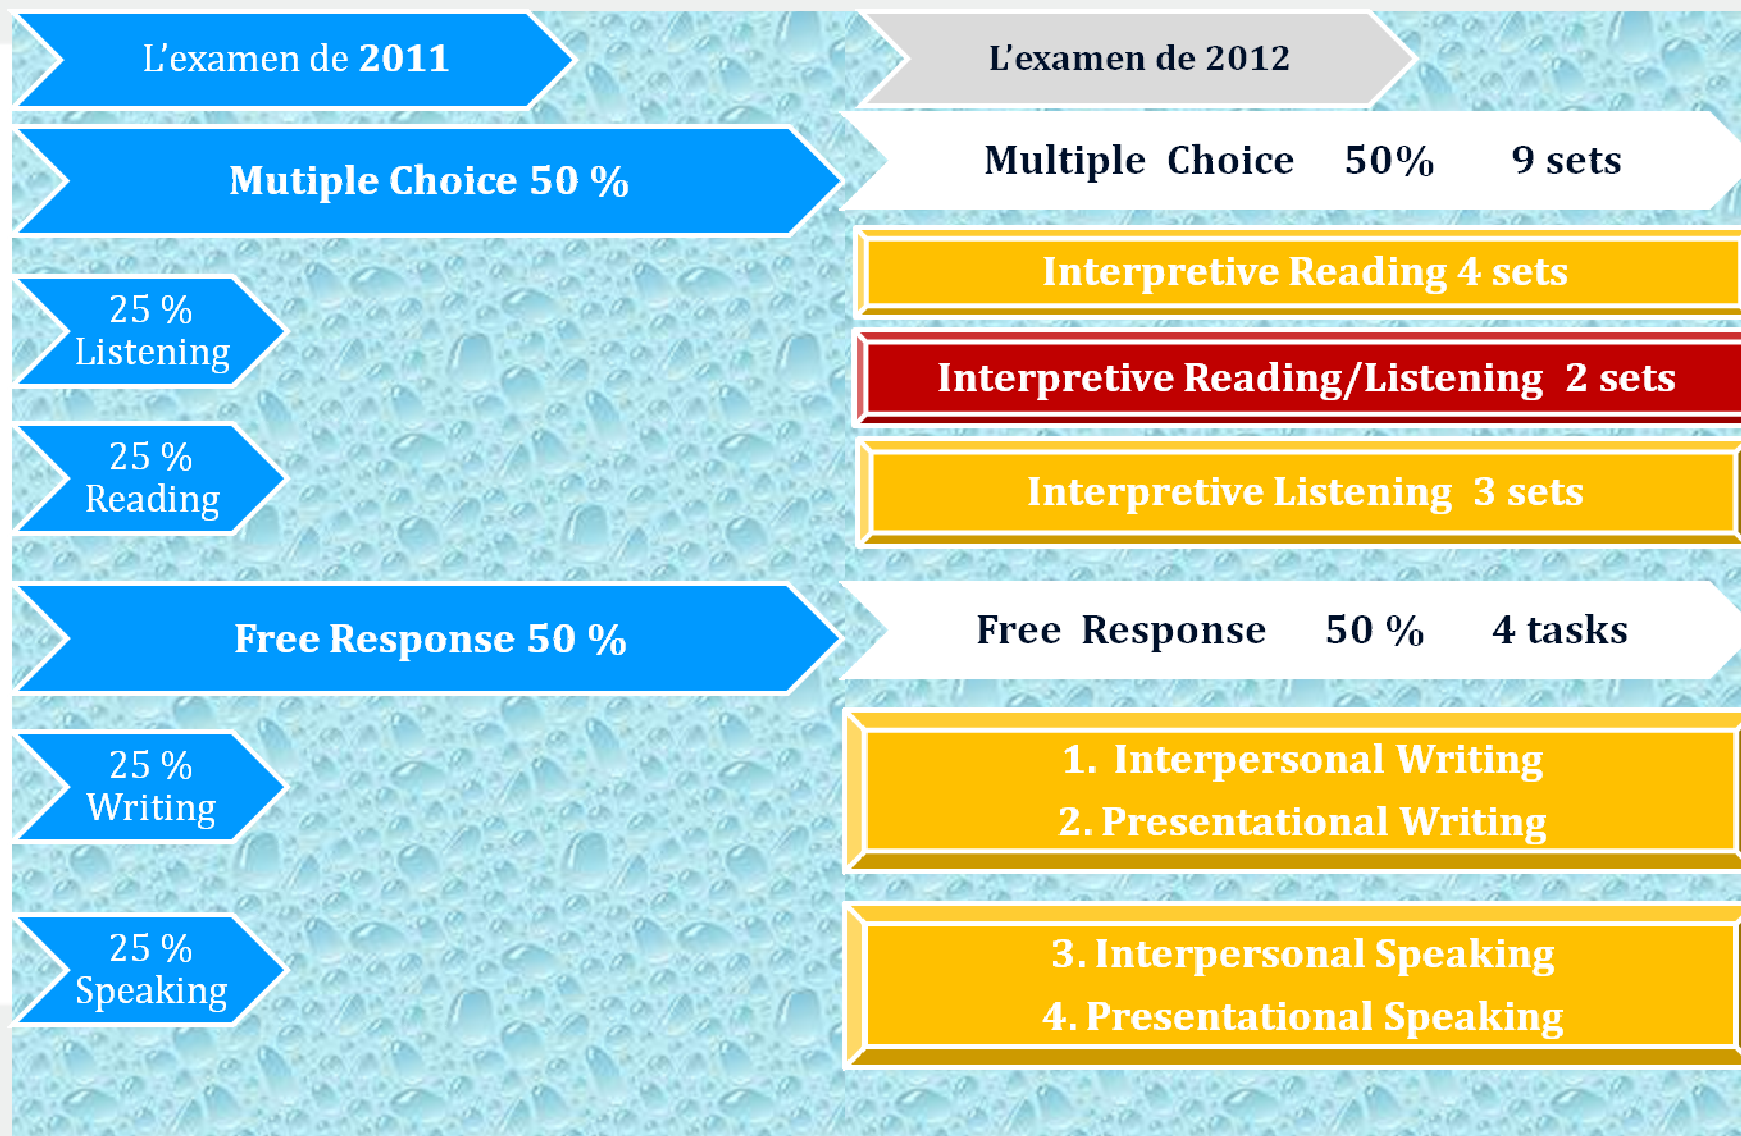 L’examen de 2011
Mutiple Choice 50 %
25 %
Listening
25 %
Reading
Free Response 50 %
25 %
Writing
25 %
Speaking
L’examen de 2012
Multiple Choice 50% 9 sets
Interpretive Reading 4 sets
Interpretive Reading/Listening 2 sets
Interpretive Listening 3 sets
Free Response 50 % 4 tasks
1. Interpersonal Writing
2. Presentational Writing
3. Interpersonal Speaking
4. Presentational Speaking